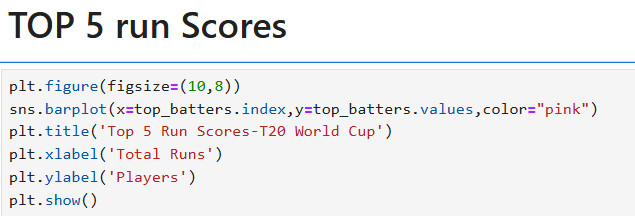 TOP 5 run Scores
plt.figure(figsize=(10,8))
sns.barplot(x=top_batters.index,y=top_batters.values,color="pink")
plt.title('Top 5 Run Scores-T20 World Cup')
plt.xlabel('Total Runs')
plt.ylabel('Players')
plt.show()